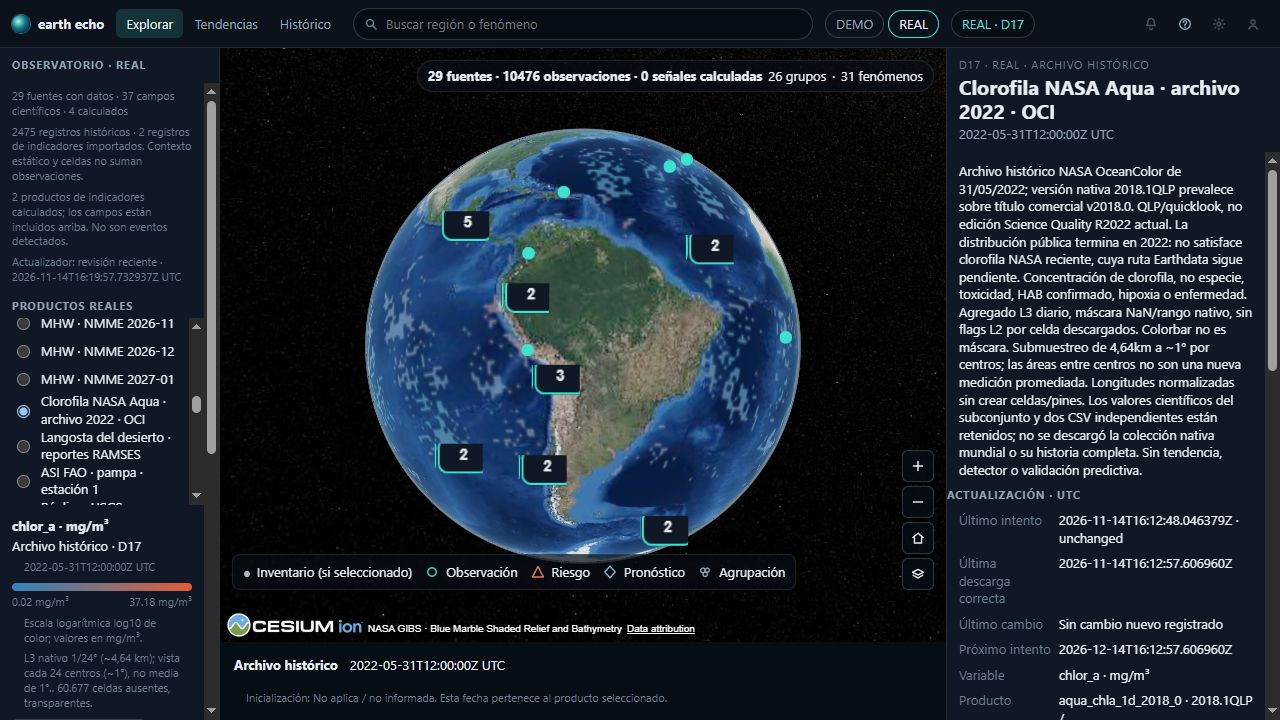 earth echo
Explorar
Tendencias
Histórico
Buscar región o fenómeno
DEMO
REAL
REAL · D17
OBSERVATORIO · REAL
29 fuentes con datos · 37 campos
científicos · 4 calculados
2475 registros históricos · 2 registros
de indicadores importados. Contexto
estático y celdas no suman
observaciones.
2 productos de indicadores
calculados; los campos están
incluidos arriba. No son eventos
detectados.
Actualizador: revisión reciente ·
2026-11-14T16:19:57.732937Z UTC
PRODUCTOS REALES
MHW · NMME 2026-11
MHW · NMME 2026-12
MHW · NMME 2027-01
Clorofila NASA Aqua ·
archivo 2022 · OCI
Langosta del desierto ·
reportes RAMSES
ASI FAO · pampa ·
estación 1
chlor_a · mg/m³
Archivo histórico · D17
2022-05-31T12:00:00Z UTC
0.02 mg/m³
37.18 mg/m³
Escala logarítmica log10 de
color; valores en mg/m³.
L3 nativo 1/24° (~4,64 km); vista
cada 24 centros (~1°), no media
de 1°.. 60.677 celdas ausentes,
transparentes.
29 fuentes · 10476 observaciones · 0 señales calculadas 26 grupos · 31 fenómenos
5
2
2
3
2
2
2
Inventario (si seleccionado)
Observación
Riesgo
Pronóstico
Agrupación
CESIUM ion NASA GIBS · Blue Marble Shaded Relief and Bathymetry Data attribution
Archivo histórico 2022-05-31T12:00:00Z UTC
Inicialización: No aplica / no informada. Esta fecha pertenece al producto seleccionado.
D17 · REAL · ARCHIVO HISTÓRICO
Clorofila NASA Aqua · archivo
2022 · OCI
2022-05-31T12:00:00Z UTC
Archivo histórico NASA OceanColor de
31/05/2022; versión nativa 2018.1QLP prevalece
sobre título comercial v2018.0. QLP/quicklook, no
edición Science Quality R2022 actual. La
distribución pública termina en 2022: no satisface
clorofila NASA reciente, cuya ruta Earthdata sigue
pendiente. Concentración de clorofila, no especie,
toxicidad, HAB confirmado, hipoxia o enfermedad.
Agregado L3 diario, máscara NaN/rango nativo, sin
flags L2 por celda descargados. Colorbar no es
máscara. Submuestreo de 4,64km a ~1° por
centros; las áreas entre centros no son una nueva
medición promediada. Longitudes normalizadas
sin crear celdas/pines. Los valores científicos del
subconjunto y dos CSV independientes están
retenidos; no se descargó la colección nativa
mundial o su historia completa. Sin tendencia,
detector o validación predictiva.
ACTUALIZACIÓN · UTC
Último intento 2026-11-14T16:12:48.046379Z ·
unchanged
Última descarga correcta 2026-11-14T16:12:57.606960Z
Último cambio Sin cambio nuevo registrado
Próximo intento 2026-12-14T16:12:57.606960Z
Variable chlor_a · mg/m³
Producto aqua_chla_1d_2018_0 · 2018.1QLP
/